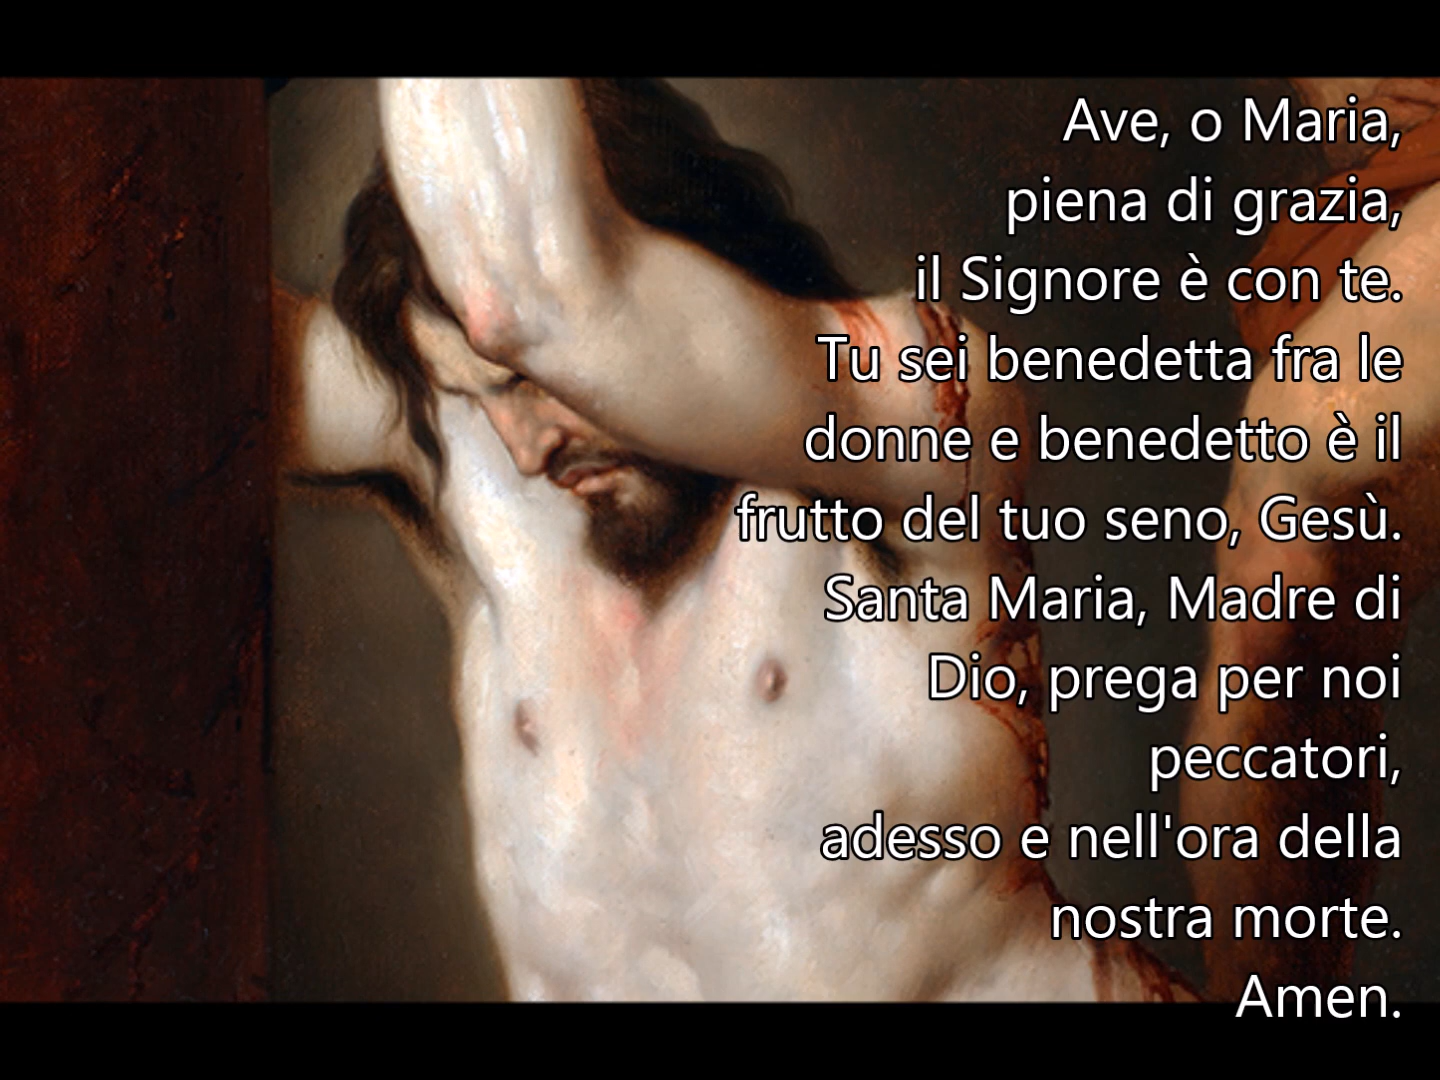 Ave, o Maria,
piena di grazia,
il Signore è con te.
Tu sei benedetta fra le
donne e benedetto è il
frutto del tuo seno, Gesù.
Santa Maria, Madre di
Dio, prega per noi
peccatori,
adesso e nell'ora della
nostra morte.
Amen.